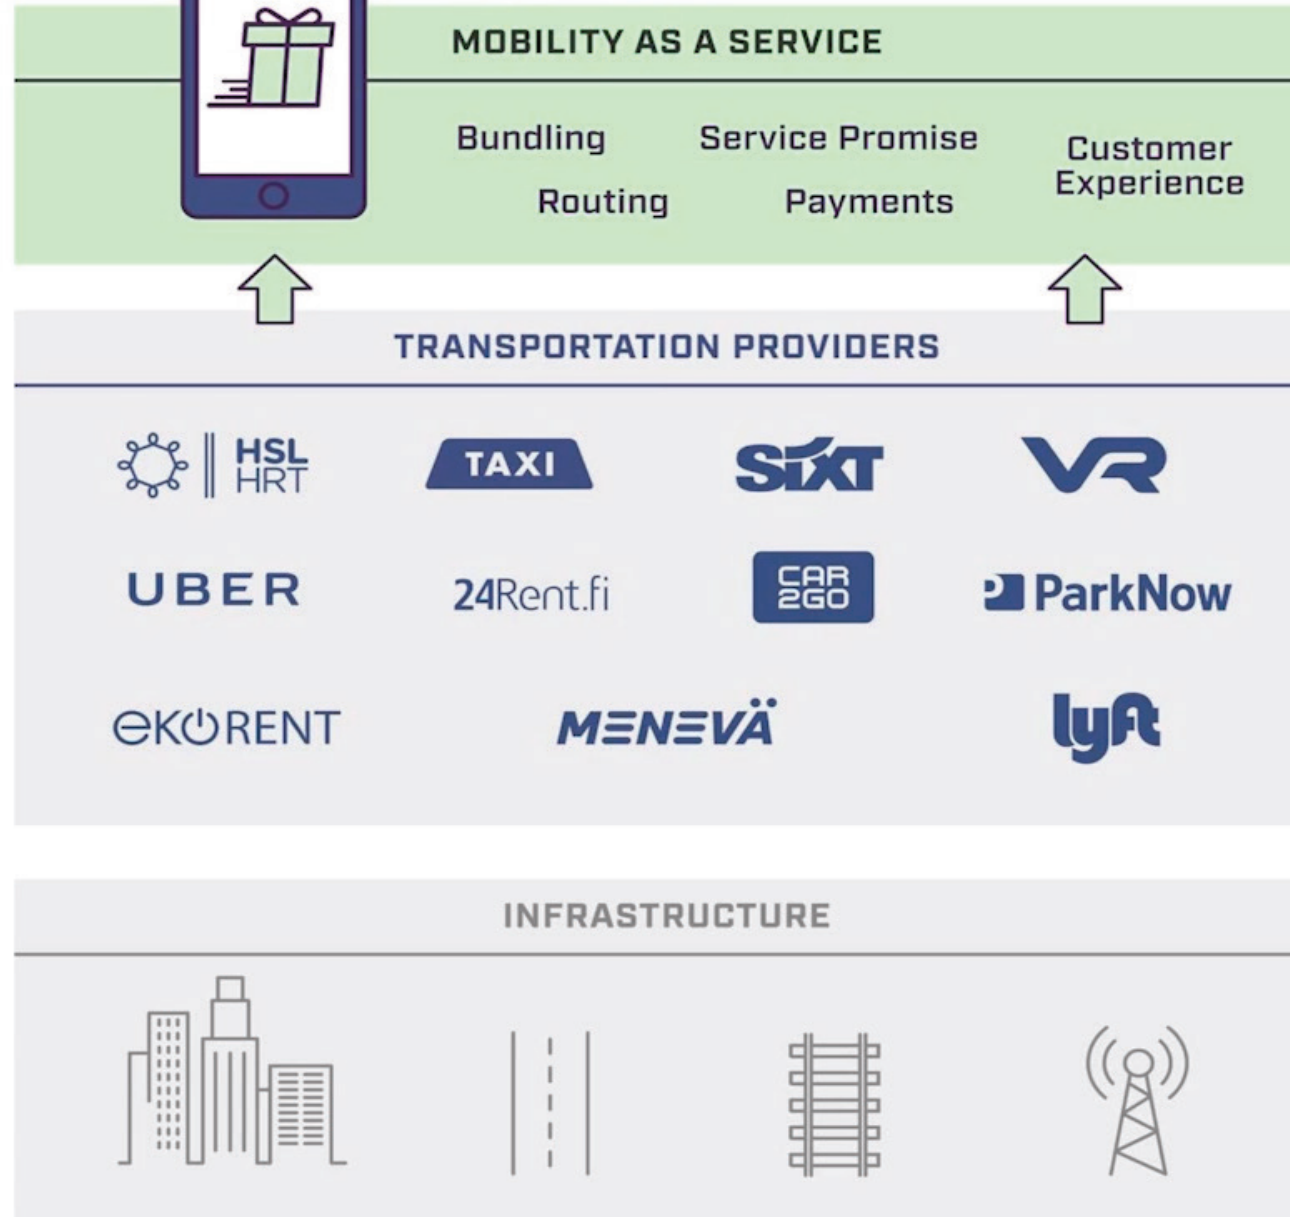 MOBILITY AS A SERVICE
Bundling
Service Promise
Customer
Experience
Routing
Payments
TRANSPORTATION PROVIDERS
HSL
HRT
TAXI
SIXT
VR
UBER
24Rent.fi
CAR
2GO
P ParkNow
eKORENT
MENEVÄ
lyft
INFRASTRUCTURE